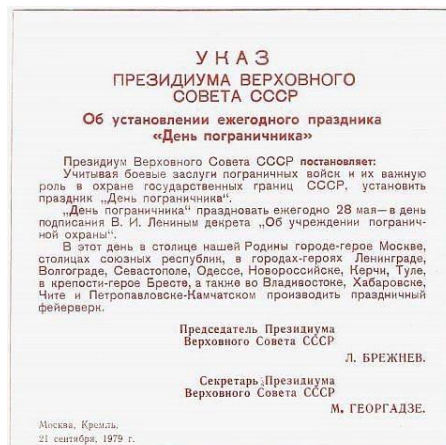 УКАЗ
ПРЕЗИДИУМА ВЕРХОВНОГО
СОВЕТА СССР
Об установлении ежегодного праздника
«День пограничника»
Президиум Верховного Совета СССР постановляет:
Учитывая боевые заслуги пограничных войск и их важную
роль в охране государственных границ СССР, установить
праздник „День пограничника“.
„День пограничника“ праздновать ежегодно 28 мая—в день
подписания В. И. Лениным декрета „Об учреждении погранич-
ной охраны“.
В этот день в столице нашей Родины городе-герое Москве,
столицах союзных республик, в городах-героях Ленинграде,
Волгограде, Севастополе, Одессе, Новороссийске, Керчи, Туле,
в крепости-герое Бресте, а также во Владивостоке, Хабаровске,
Чите и Петропавловске-Камчатском производить праздничный
фейерверк.
Председатель Президиума
Верховного Совета СССР
Л. БРЕЖНЕВ.
Секретарь Президиума
Верховного Совета СССР
М. ГЕОРГАДЗЕ.
Москва, Кремль,
21 сентября, 1979 г.